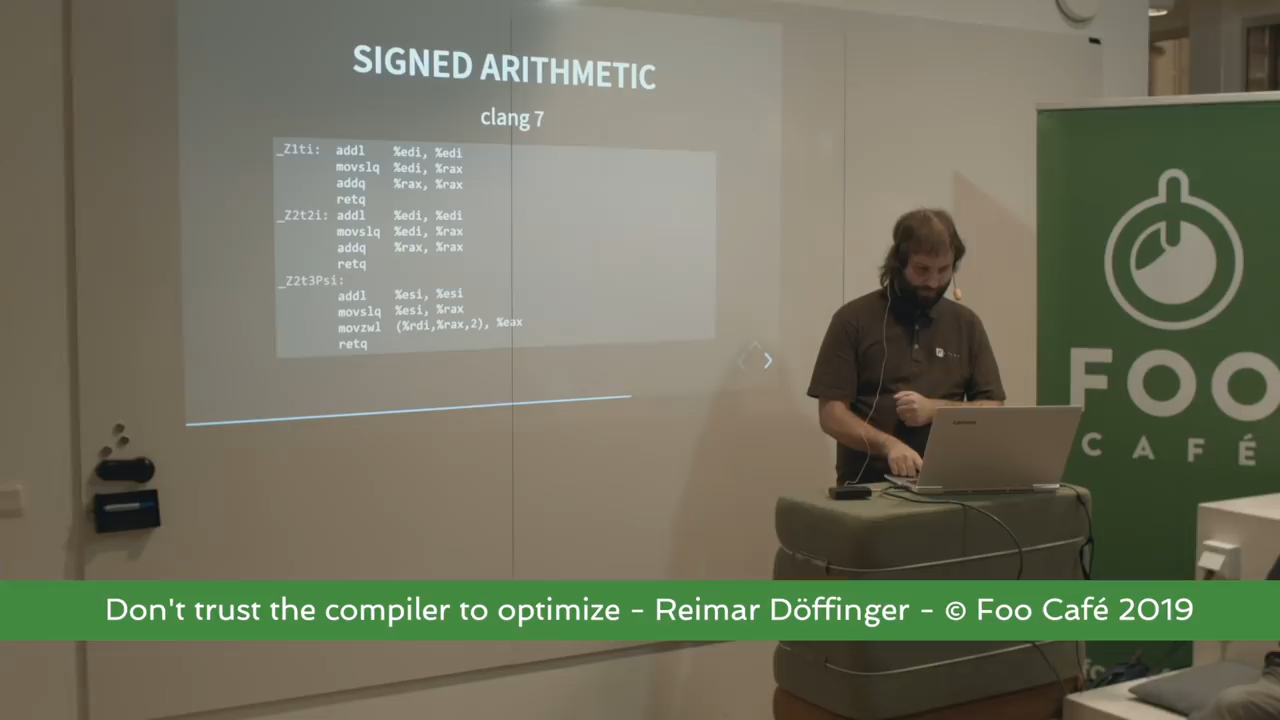 SIGNED ARITHMETIC
clang 7
_Z1ti: addl %edi, %edi
movslq %edi, %rax
addq %rax, %rax
retq
_Z2t2i: addl %edi, %edi
movslq %edi, %rax
addq %rax, %rax
retq
_Z2t3Psi:
addl %esi, %esi
movslq %esi, %rax
movzwl (%rdi,%rax,2), %eax
retq
FOO
CAFÉ
Don't trust the compiler to optimize - Reimar Döffinger - © Foo Café 2019